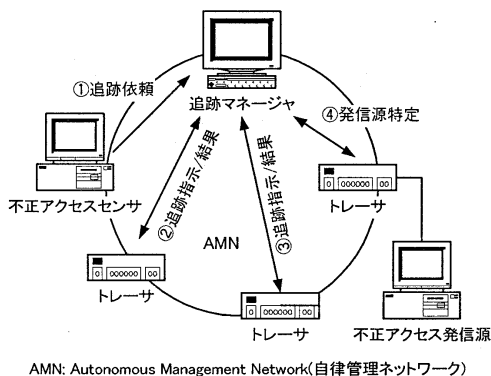 ①追跡依頼
追跡マネージャ
④発信源特定
不正アクセスセンサ
②追跡指示/結果
③追跡指示/結果
トレーサ
AMN
トレーサ
トレーサ
不正アクセス発信源
AMN: Autonomous Management Network(自律管理ネットワーク)